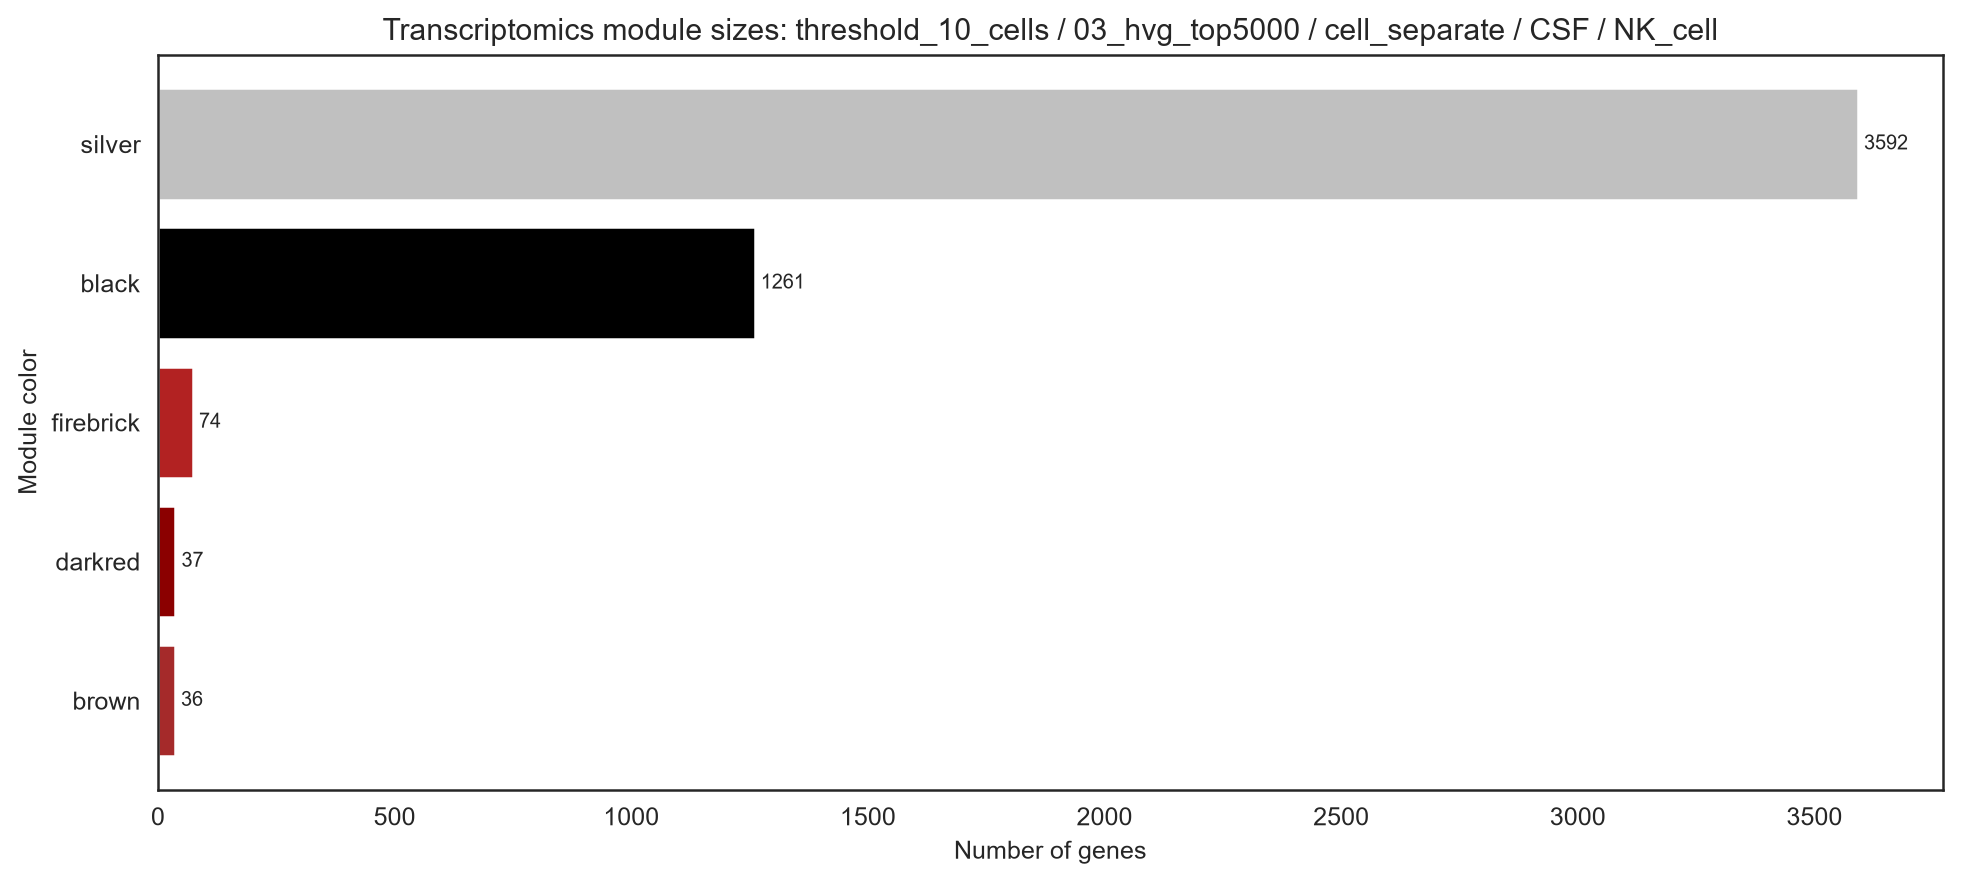 Transcriptomics module sizes: threshold_10_cells / 03_hvg_top5000 / cell_separate / CSF / NK_cell
Module color
silver
3592
black
1261
firebrick
74
darkred
37
brown
36
0 500 1000 1500 2000 2500 3000 3500
Number of genes